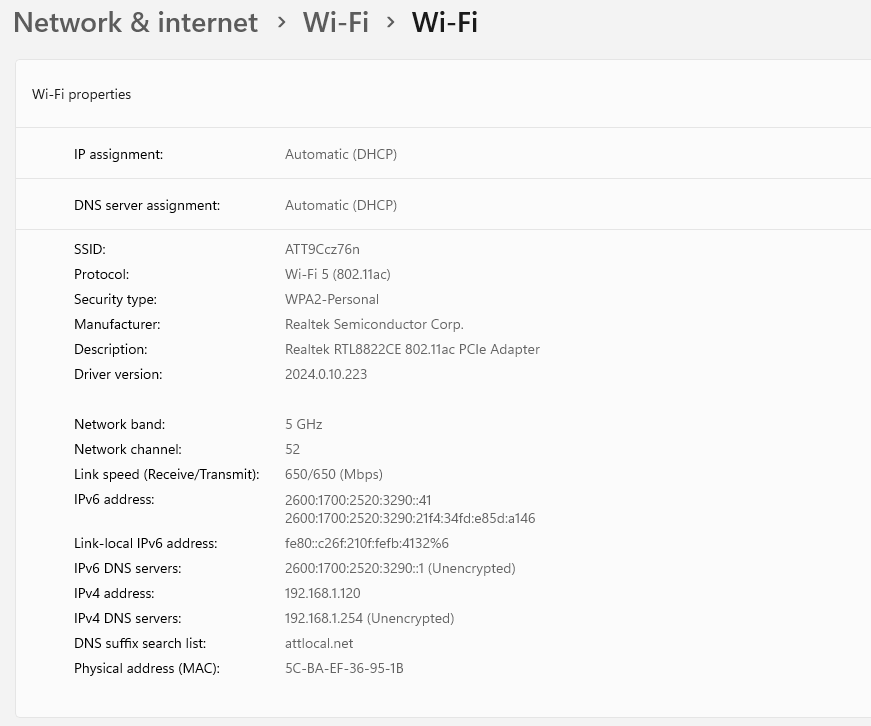 Network & internet > Wi-Fi > Wi-Fi
Wi-Fi properties
IP assignment: Automatic (DHCP)
DNS server assignment: Automatic (DHCP)
SSID: ATT9Ccz76n
Protocol: Wi-Fi 5 (802.11ac)
Security type: WPA2-Personal
Manufacturer: Realtek Semiconductor Corp.
Description: Realtek RTL8822CE 802.11ac PCIe Adapter
Driver version: 2024.0.10.223
Network band: 5 GHz
Network channel: 52
Link speed (Receive/Transmit): 650/650 (Mbps)
IPv6 address: 2600:1700:2520:3290::41
2600:1700:2520:3290:21f4:34fd:e85d:a146
Link-local IPv6 address: fe80::c26f:210f:fefb:4132%6
IPv6 DNS servers: 2600:1700:2520:3290::1 (Unencrypted)
IPv4 address: 192.168.1.120
IPv4 DNS servers: 192.168.1.254 (Unencrypted)
DNS suffix search list: attlocal.net
Physical address (MAC): 5C-BA-EF-36-95-1B